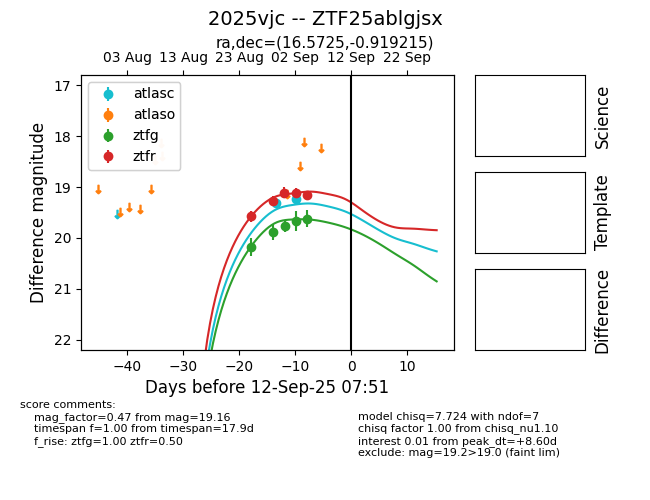 2025vjc -- ZTF25ablgjsx
ra,dec=(16.5725,-0.919215)
03 Aug 13 Aug 23 Aug 02 Sep 12 Sep 22 Sep
atlasc
atlaso
ztfg
ztfr
17
18
19
20
21
22
Difference magnitude
−40 −30 −20 −10 0 10
Days before 12-Sep-25 07:51
Science
Template
Difference
score comments:
mag_factor=0.47 from mag=19.16
timespan f=1.00 from timespan=17.9d
f_rise: ztfg=1.00 ztfr=0.50
model chisq=7.724 with ndof=7
chisq factor 1.00 from chisq_nu1.10
interest 0.01 from peak_dt=+8.60d
exclude: mag=19.2>19.0 (faint lim)